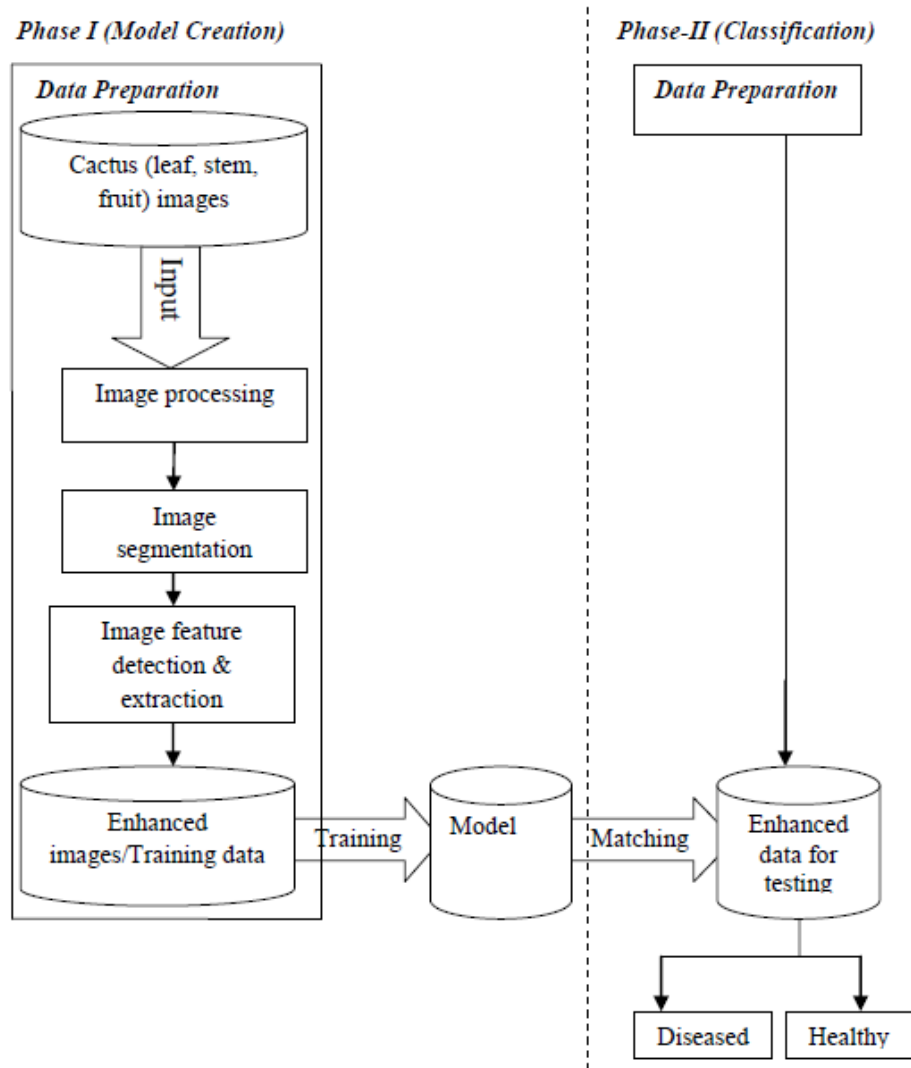 Phase I (Model Creation)
Data Preparation
Cactus (leaf, stem,
fruit) images
Input
Image processing
Image
segmentation
Image feature
detection &
extraction
Enhanced
images/Training data
Training
Model
Matching
Phase-II (Classification)
Data Preparation
Enhanced
data for
testing
Diseased
Healthy